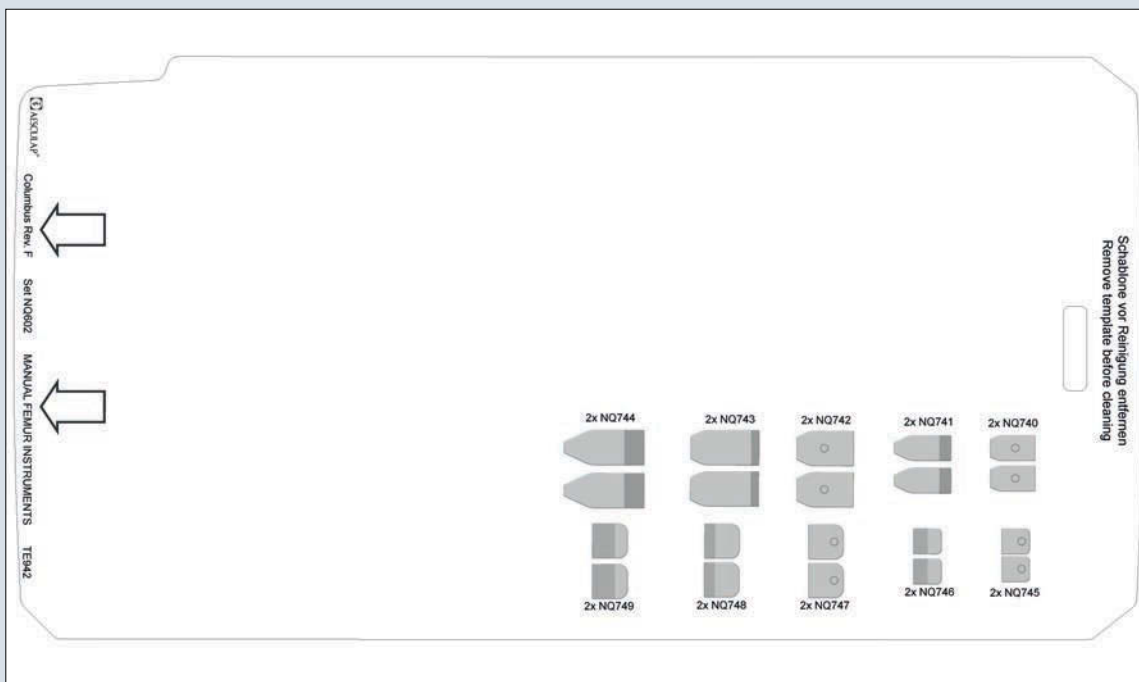 AESCULAP® Columbus Rev. F Set NQ602 MANUAL FEMUR INSTRUMENTS TE942
Schablone vor Reinigung entfernen
Remove template before cleaning
2x NQ744 2x NQ743 2x NQ742 2x NQ741 2x NQ740
2x NQ749 2x NQ748 2x NQ747 2x NQ746 2x NQ745